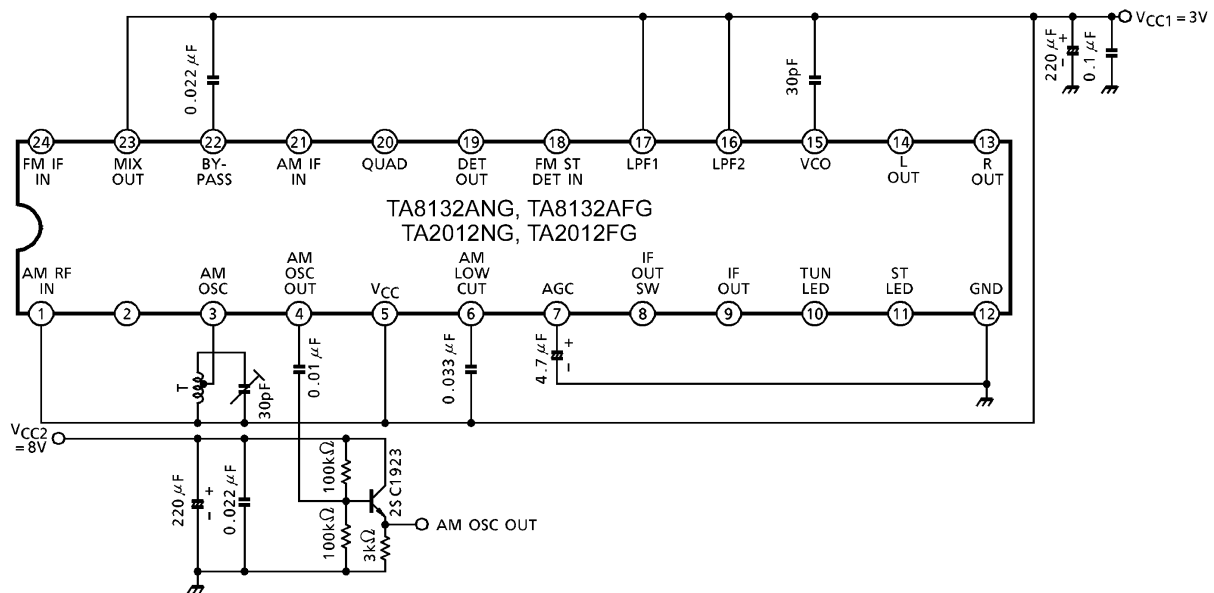 VCC1 = 3V
0.022 μF
30pF
220 μF
+
−
0.1 μF
24 23 22 21 20 19 18 17 16 15 14 13
FM IF IN
MIX OUT
BY-PASS
AM IF IN
QUAD
DET OUT
FM ST DET IN
LPF1
LPF2
VCO
L OUT
R OUT
TA8132ANG, TA8132AFG
TA2012NG, TA2012FG
AM RF IN
AM OSC
AM OSC OUT
VCC
AM LOW CUT
AGC
IF OUT SW
IF OUT
TUN LED
ST LED
GND
1 2 3 4 5 6 7 8 9 10 11 12
T
30pF
0.01 μF
0.033 μF
4.7 μF
+
−
VCC2 = 8V
220 μF
+
−
0.022 μF
100kΩ
100kΩ
2SC1923
3kΩ
AM OSC OUT